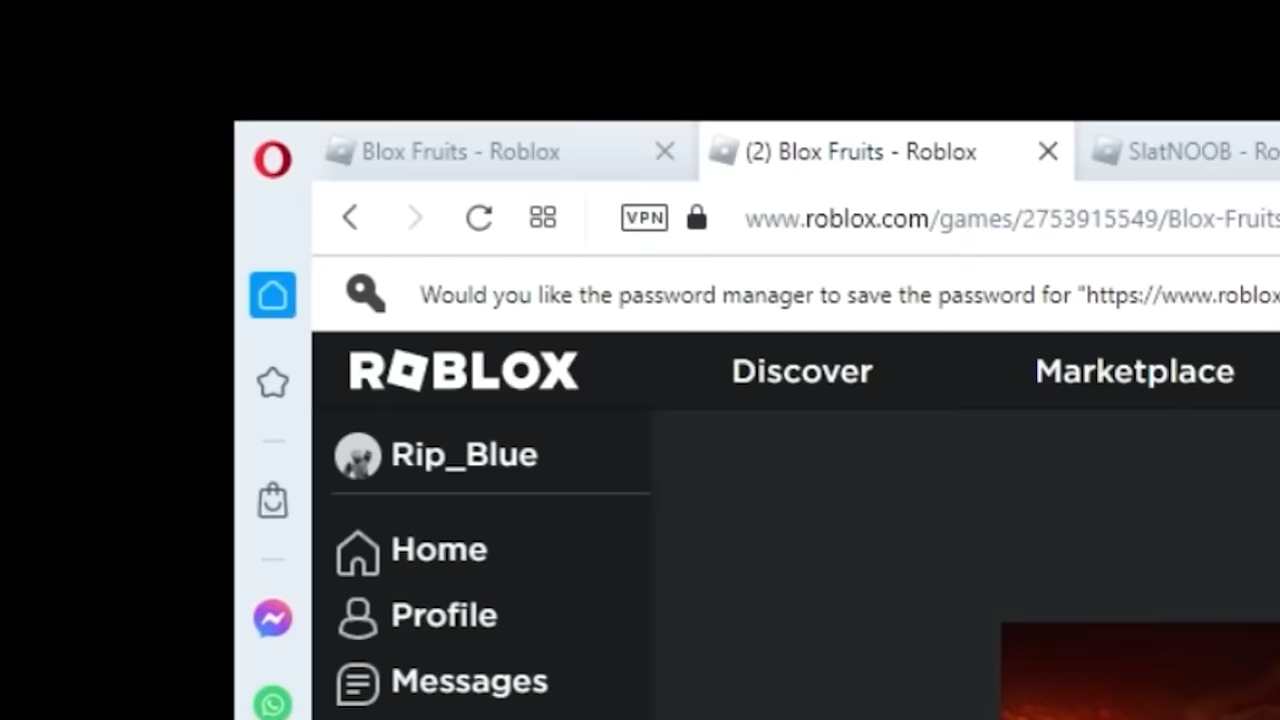 Blox Fruits - Roblox
(2) Blox Fruits - Roblox
SlatNOOB - Ro
VPN
www.roblox.com/games/2753915549/Blox-Fruits
Would you like the password manager to save the password for "https://www.roblox
ROBLOX
Discover
Marketplace
Rip_Blue
Home
Profile
Messages